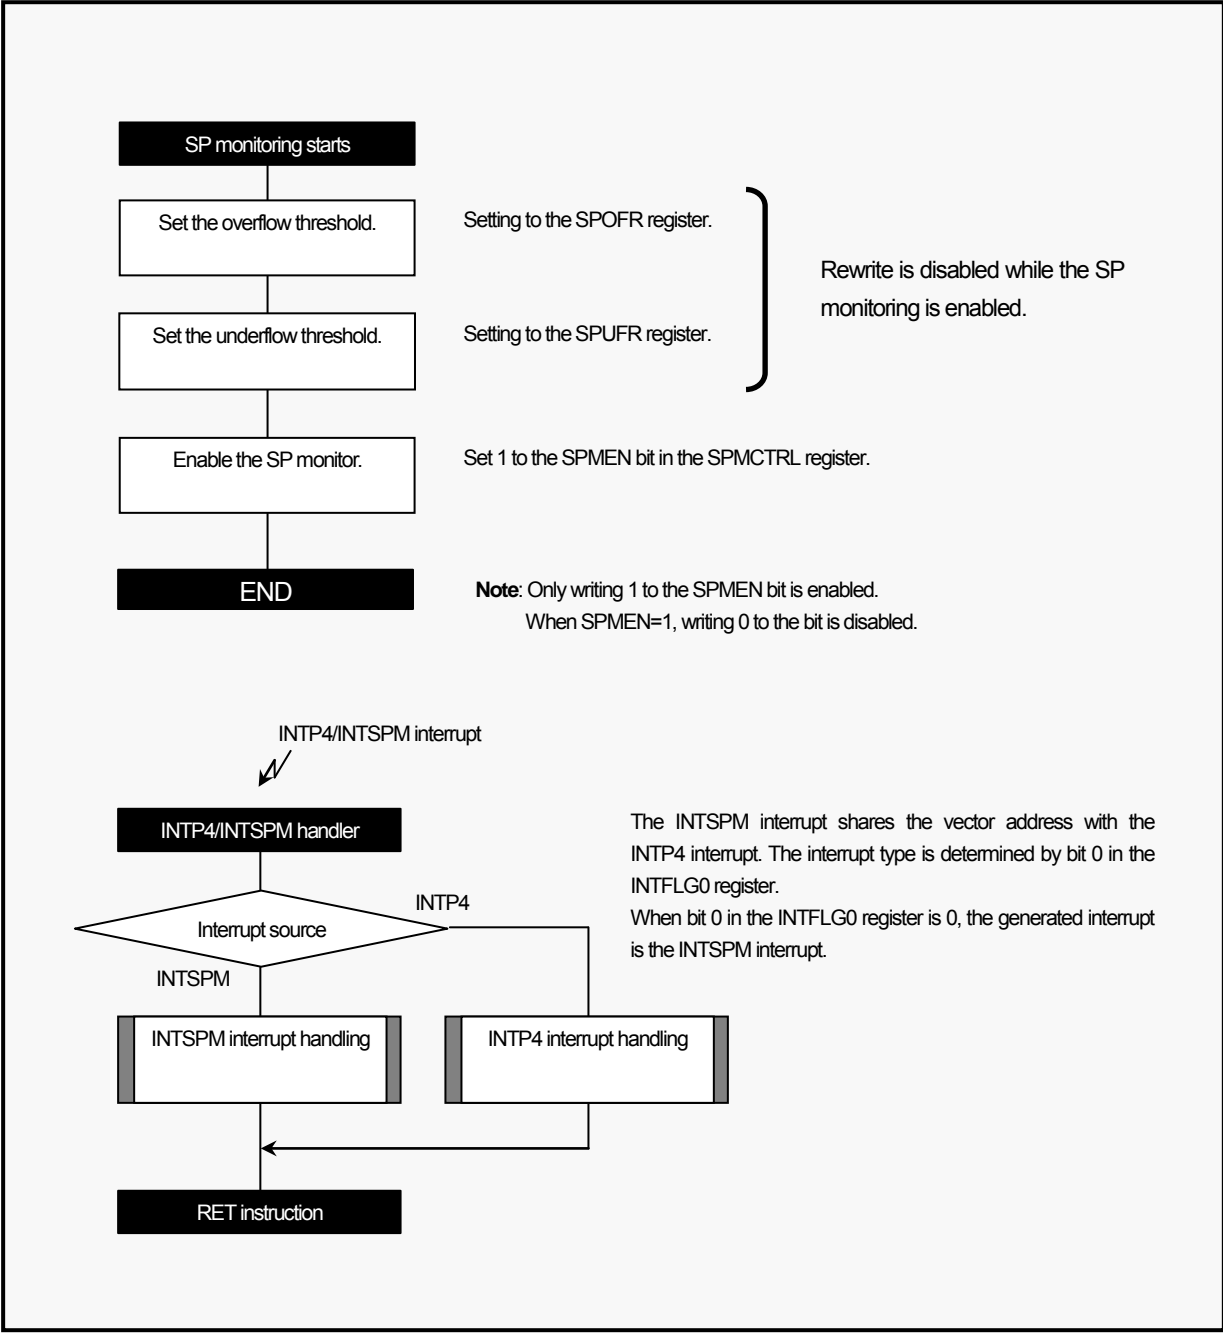 SP monitoring starts
Set the overflow threshold.
Setting to the SPOFR register.
Rewrite is disabled while the SP
monitoring is enabled.
Set the underflow threshold.
Setting to the SPUFR register.
Enable the SP monitor.
Set 1 to the SPMEN bit in the SPMCTRL register.
END
Note: Only writing 1 to the SPMEN bit is enabled.
When SPMEN=1, writing 0 to the bit is disabled.
INTP4/INTSPM interrupt
INTP4/INTSPM handler
The INTSPM interrupt shares the vector address with the
INTP4 interrupt. The interrupt type is determined by bit 0 in the
INTFLG0 register.
When bit 0 in the INTFLG0 register is 0, the generated interrupt
is the INTSPM interrupt.
INTP4
Interrupt source
INTSPM
INTSPM interrupt handling
INTP4 interrupt handling
RET instruction